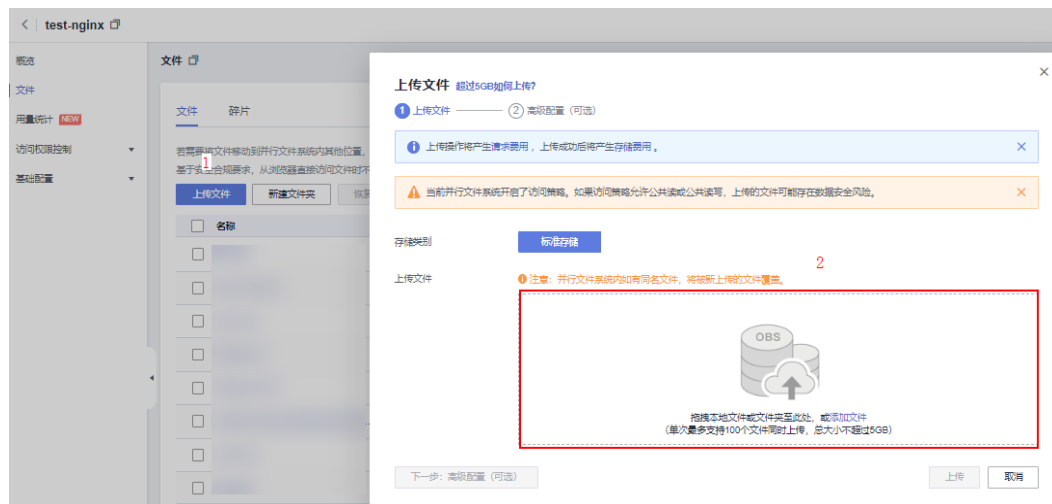 test-nginx
概览
文件
用量统计 NEW
访问权限控制
基础配置
文件
文件 碎片
若需要将文件移动到并行文件系统内其他位置，
1
基于安全合规要求，从浏览器直接访问文件时不
上传文件 新建文件夹 恢复
名称
上传文件 超过5GB如何上传?
1 上传文件 2 高级配置（可选）
上传操作将产生请求费用，上传成功后将产生存储费用。
当前并行文件系统开启了访问策略。如果访问策略允许公共读或公共读写，上传的文件可能存在数据安全风险。
存储类别 标准存储
2
上传文件 注意：并行文件系统内如有同名文件，将被新上传的文件覆盖。
OBS
拖拽本地文件或文件夹至此处，或添加文件
（单次最多支持100个文件同时上传，总大小不超过5GB）
下一步：高级配置（可选） 上传 取消